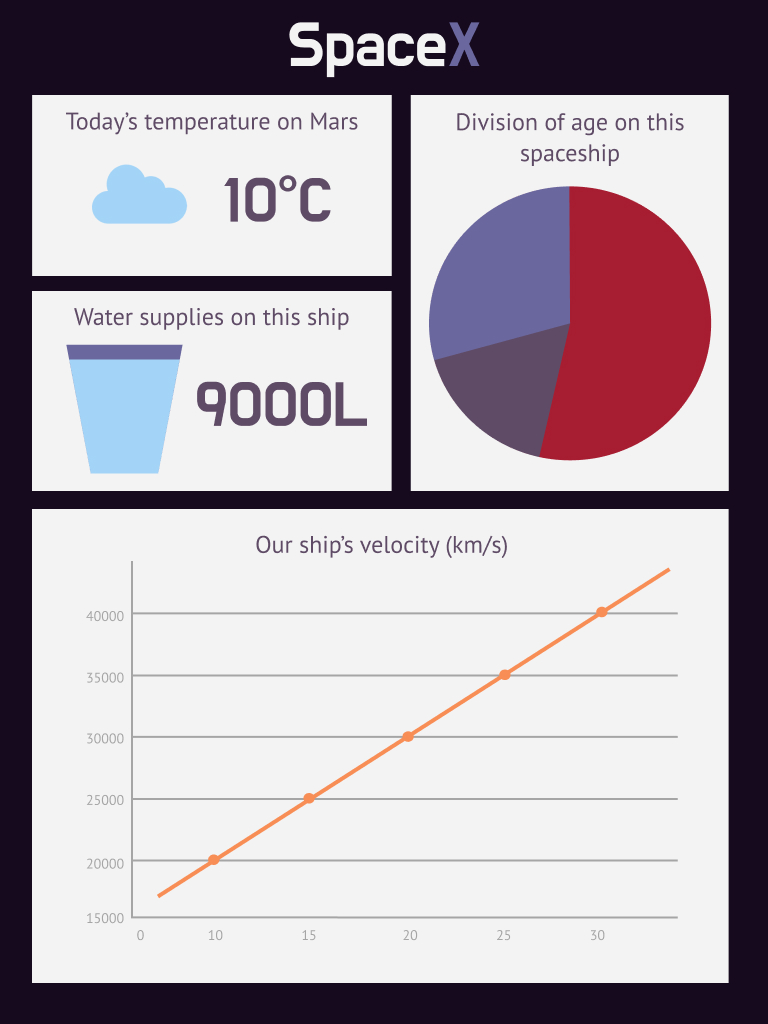 SpaceX
Today’s temperature on Mars
10°C
Water supplies on this ship
9000L
Division of age on this
spaceship
Our ship’s velocity (km/s)
40000
35000
30000
25000
20000
15000
0 10 15 20 25 30